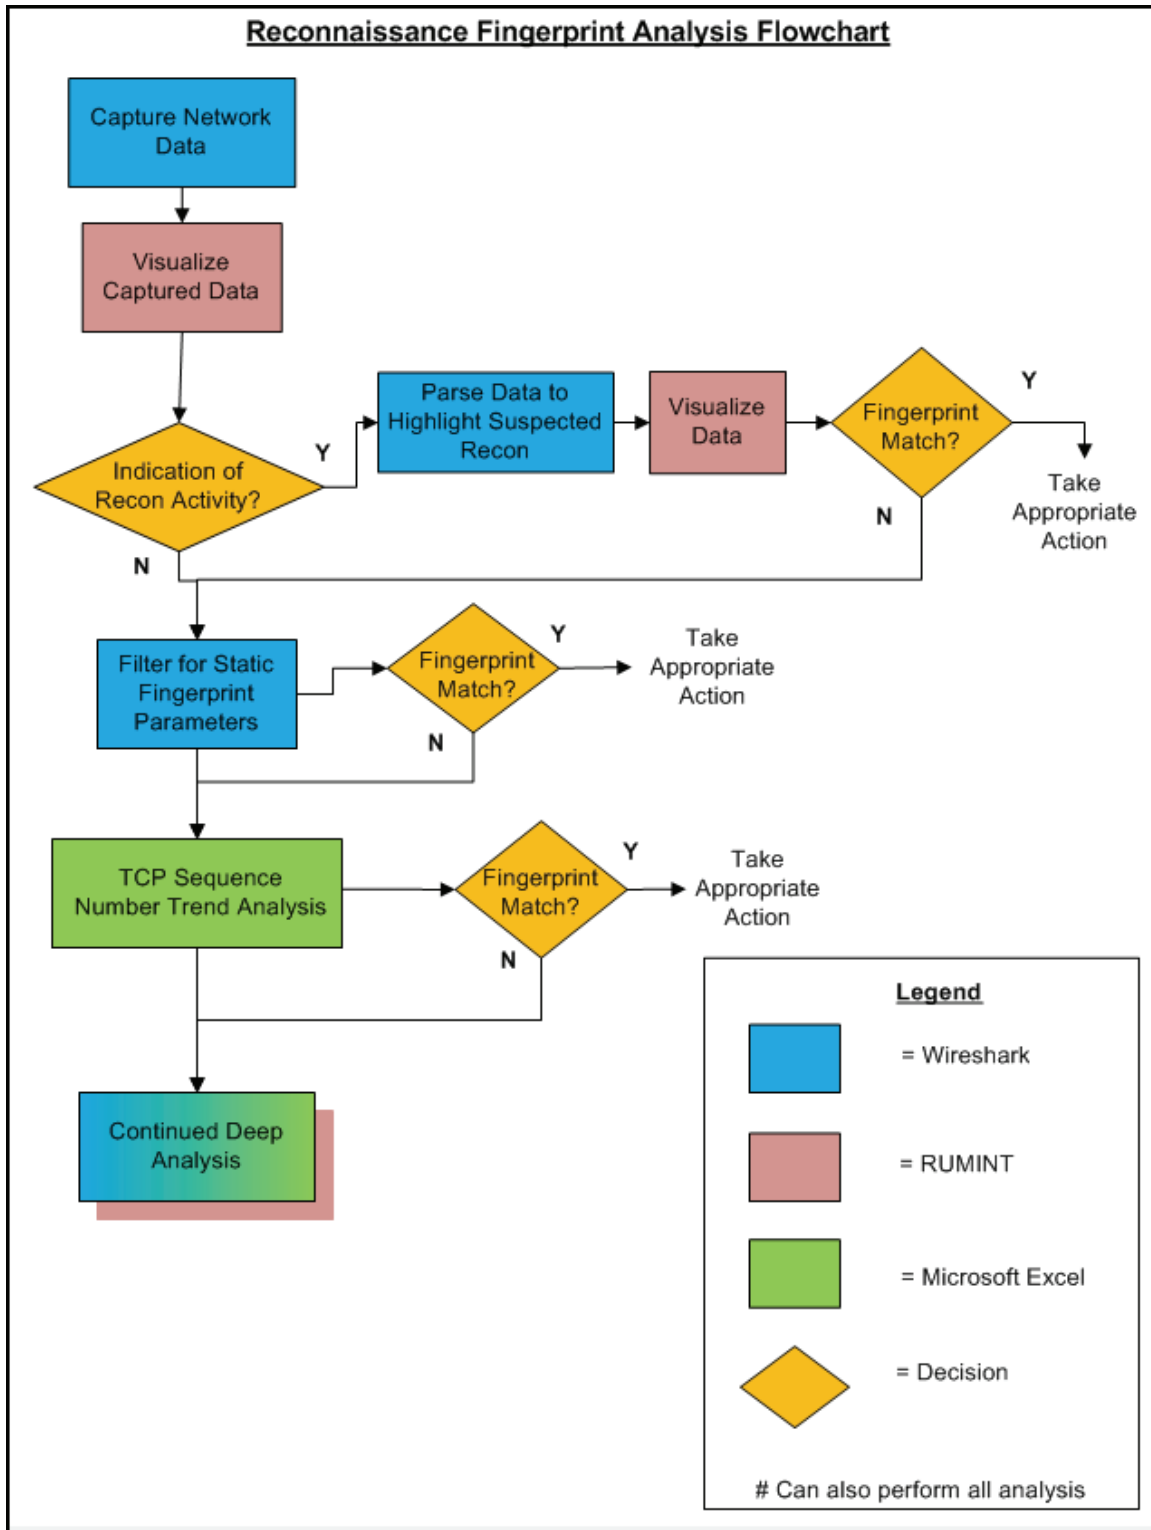 Reconnaissance Fingerprint Analysis Flowchart
Capture Network
Data
Visualize
Captured Data
Indication of
Recon Activity?
Y
N
Parse Data to
Highlight Suspected
Recon
Visualize
Data
Fingerprint
Match?
Y
N
Take
Appropriate
Action
Filter for Static
Fingerprint
Parameters
Fingerprint
Match?
Y
N
Take
Appropriate
Action
TCP Sequence
Number Trend Analysis
Fingerprint
Match?
Y
N
Take
Appropriate
Action
Continued Deep
Analysis
Legend
= Wireshark
= RUMINT
= Microsoft Excel
= Decision
# Can also perform all analysis